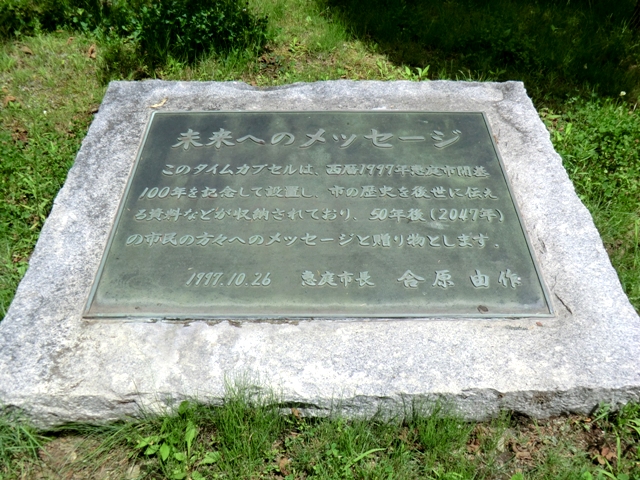 未来へのメッセージ
このタイムカプセルは、西暦1997年恵庭市開基
100年を記念して設置し、市の歴史を後世に伝え
る資料などが収納されており、50年後(2047年)
の市民の方々へのメッセージと贈り物とします。
1997.10.26 恵庭市長 合原由作